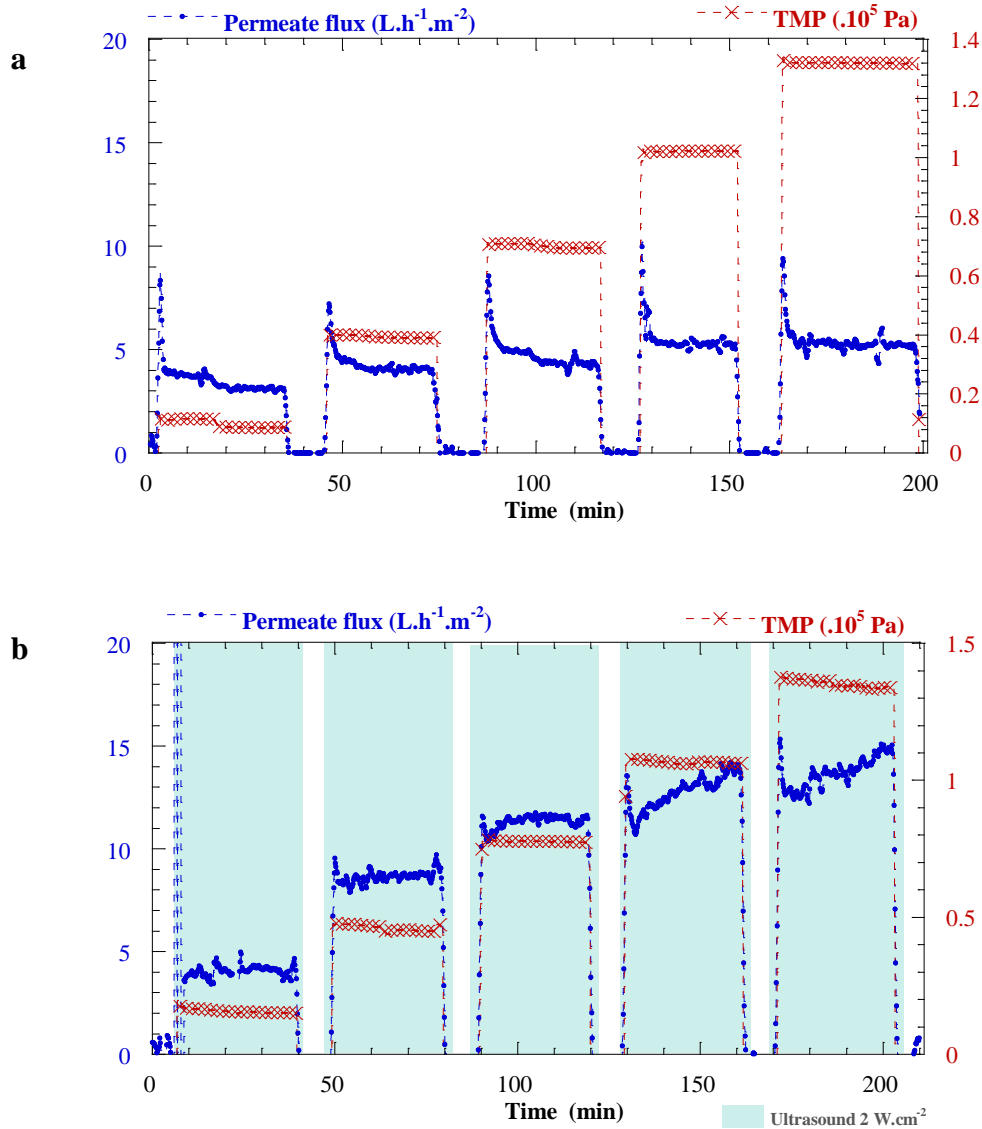 Permeate flux (L.h⁻¹.m⁻²) TMP (.10⁵ Pa)
a
20 1.4
1.2
15 1
0.8
10
0.6
5 0.4
0.2
0 0
0 50 100 150 200
Time (min)
Permeate flux (L.h⁻¹.m⁻²) TMP (.10⁵ Pa)
b
20 1.5
15
1
10
0.5
5
0 0
0 50 100 150 200
Time (min)
Ultrasound 2 W.cm⁻²